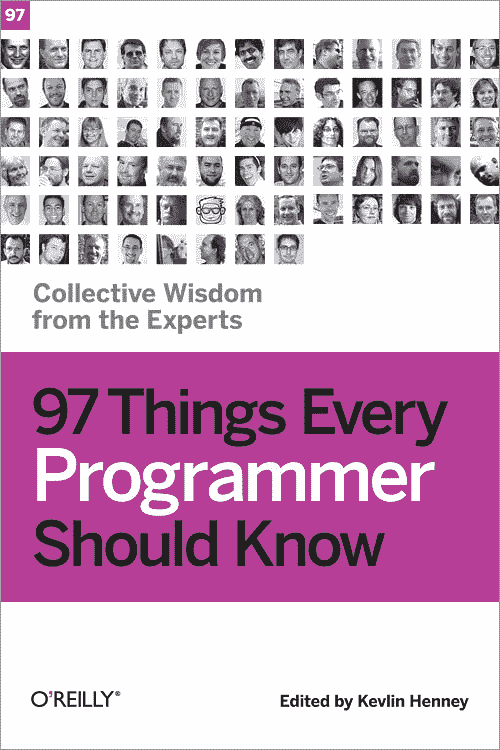 97
Collective Wisdom
from the Experts
97 Things Every
Programmer
Should Know
O'REILLY®
Edited by Kevlin Henney